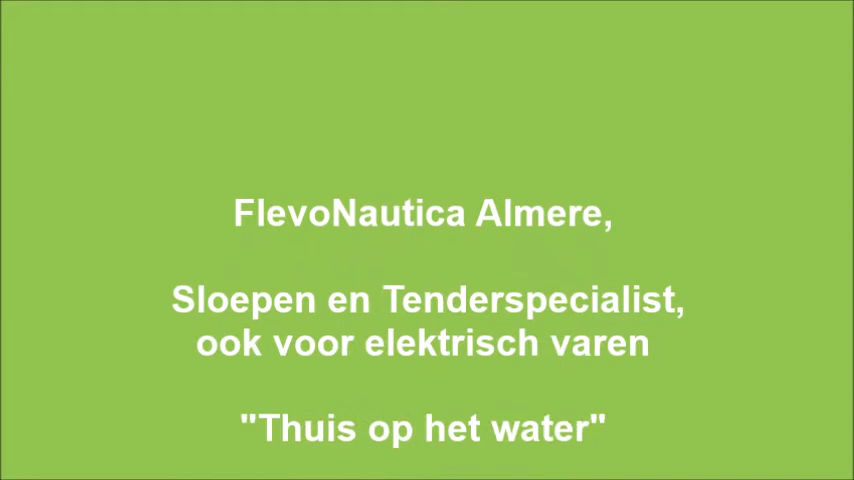 FlevoNautica Almere,
Sloepen en Tenderspecialist,
ook voor elektrisch varen
"Thuis op het water"